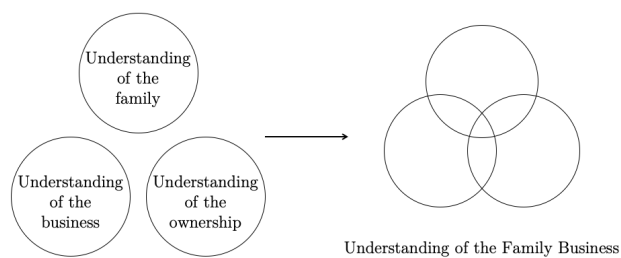 Understanding
of the
family
Understanding
of the
business
Understanding
of the
ownership
Understanding of the Family Business